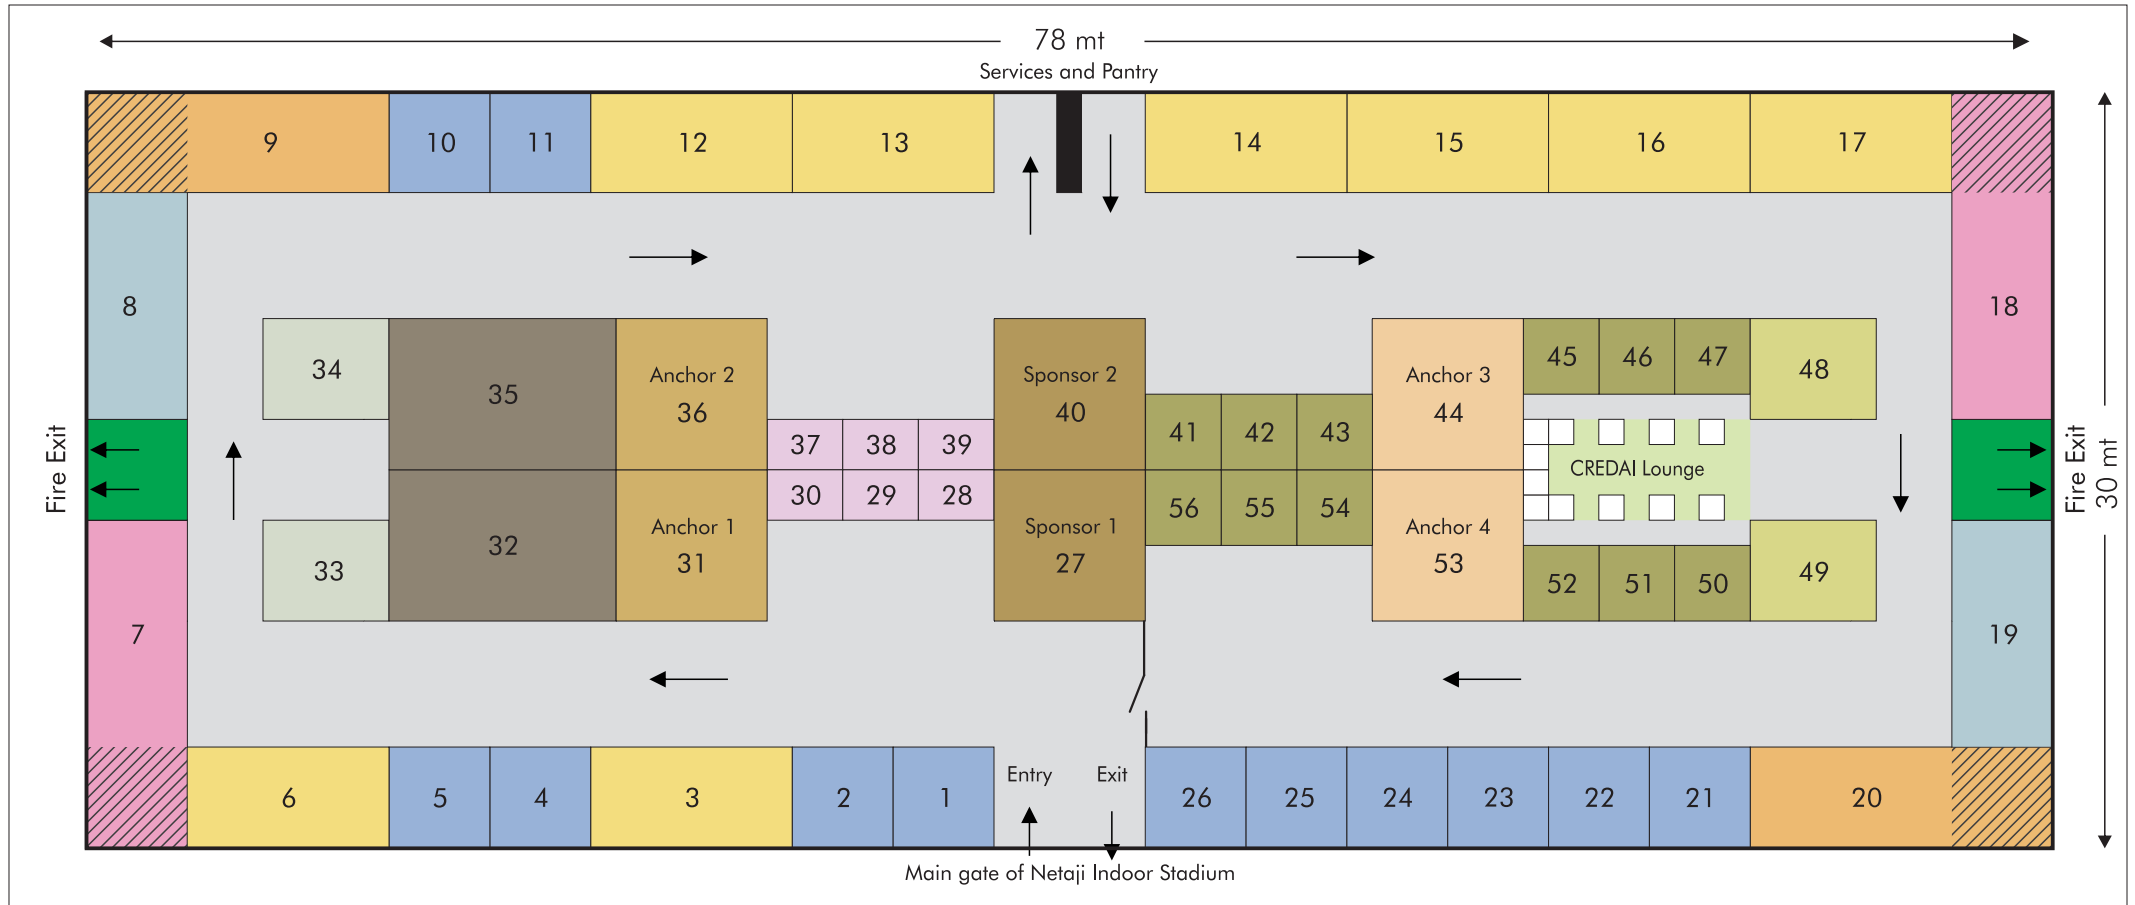 78 mt
Services and Pantry
9 10 11 12 13 14 15 16 17
8 18
34 35 Anchor 2 Sponsor 2 Anchor 3 45 46 47 48
36 40 44
37 38 39 41 42 43
Fire Exit
CREDAI Lounge
Fire Exit
30 mt
30 29 28 56 55 54
33 32 Anchor 1 Sponsor 1 Anchor 4 52 51 50 49
31 27 53
7 19
Entry Exit
6 5 4 3 2 1 26 25 24 23 22 21 20
Main gate of Netaji Indoor Stadium